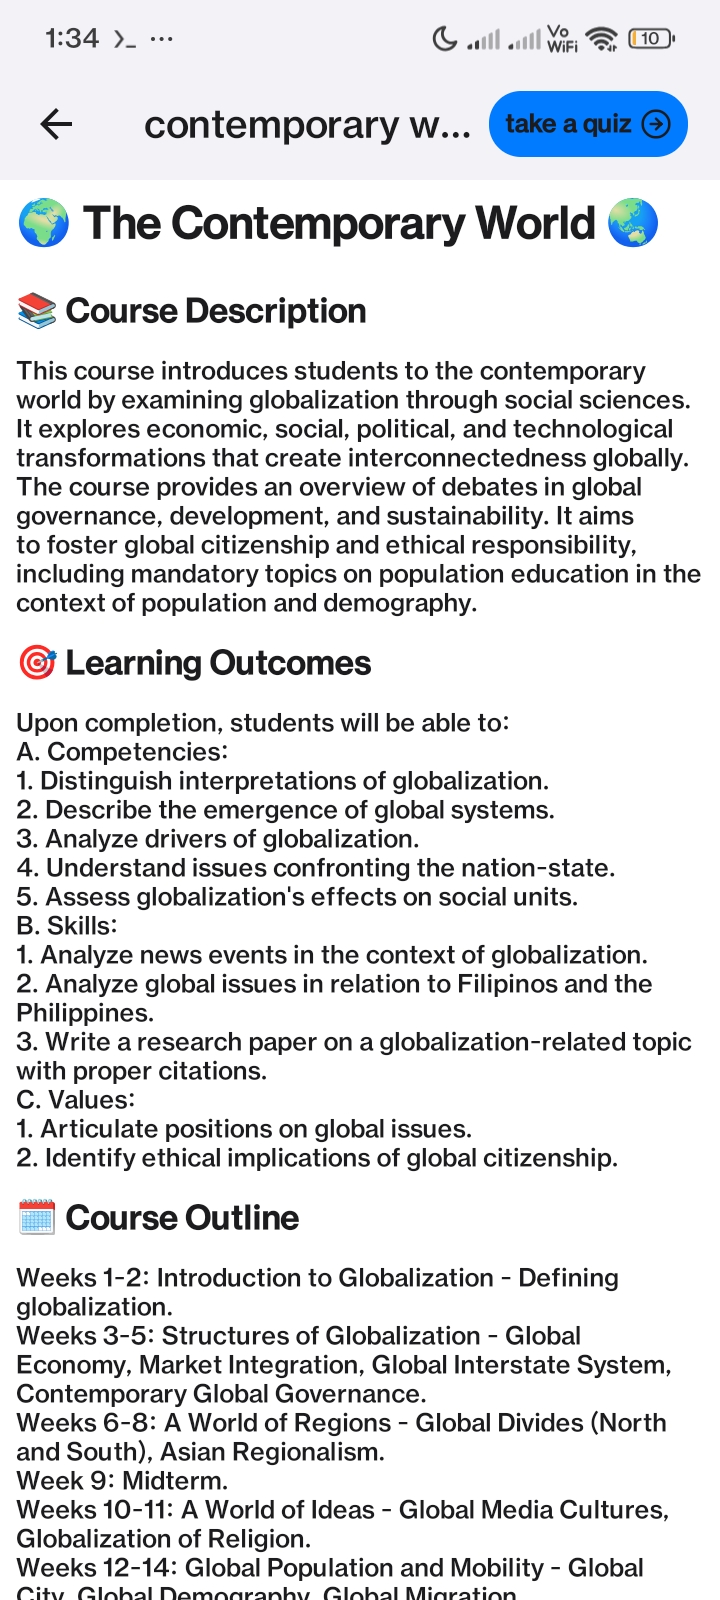 1:34
Vo
WiFi
10
contemporary w...
take a quiz
The Contemporary World
Course Description
This course introduces students to the contemporary
world by examining globalization through social sciences.
It explores economic, social, political, and technological
transformations that create interconnectedness globally.
The course provides an overview of debates in global
governance, development, and sustainability. It aims
to foster global citizenship and ethical responsibility,
including mandatory topics on population education in the
context of population and demography.
Learning Outcomes
Upon completion, students will be able to:
A. Competencies:
1. Distinguish interpretations of globalization.
2. Describe the emergence of global systems.
3. Analyze drivers of globalization.
4. Understand issues confronting the nation-state.
5. Assess globalization's effects on social units.
B. Skills:
1. Analyze news events in the context of globalization.
2. Analyze global issues in relation to Filipinos and the
Philippines.
3. Write a research paper on a globalization-related topic
with proper citations.
C. Values:
1. Articulate positions on global issues.
2. Identify ethical implications of global citizenship.
Course Outline
Weeks 1-2: Introduction to Globalization - Defining
globalization.
Weeks 3-5: Structures of Globalization - Global
Economy, Market Integration, Global Interstate System,
Contemporary Global Governance.
Weeks 6-8: A World of Regions - Global Divides (North
and South), Asian Regionalism.
Week 9: Midterm.
Weeks 10-11: A World of Ideas - Global Media Cultures,
Globalization of Religion.
Weeks 12-14: Global Population and Mobility - Global
City, Global Demography, Global Migration